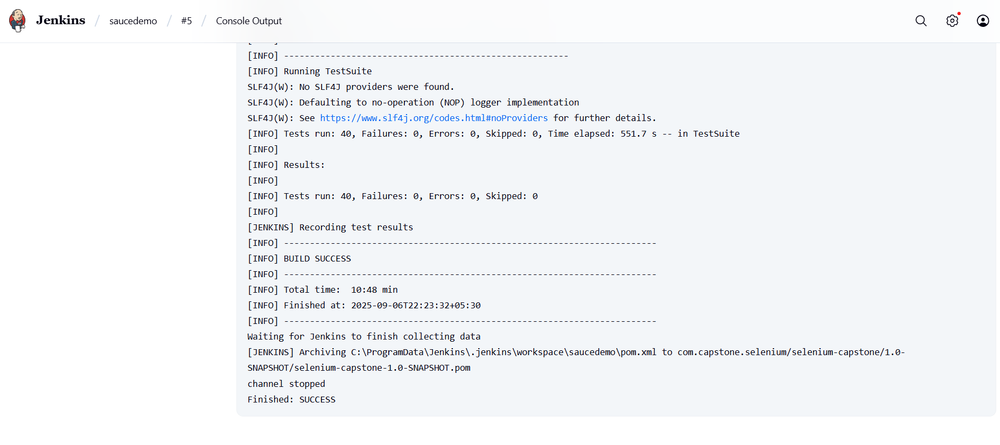 Jenkins / saucedemo / #5 / Console Output
[INFO] -------------------------------------------------------
[INFO] Running TestSuite
SLF4J(W): No SLF4J providers were found.
SLF4J(W): Defaulting to no-operation (NOP) logger implementation
SLF4J(W): See https://www.slf4j.org/codes.html#noProviders for further details.
[INFO] Tests run: 40, Failures: 0, Errors: 0, Skipped: 0, Time elapsed: 551.7 s -- in TestSuite
[INFO]
[INFO] Results:
[INFO]
[INFO] Tests run: 40, Failures: 0, Errors: 0, Skipped: 0
[INFO]
[JENKINS] Recording test results
[INFO] ------------------------------------------------------------------------
[INFO] BUILD SUCCESS
[INFO] ------------------------------------------------------------------------
[INFO] Total time:  10:48 min
[INFO] Finished at: 2025-09-06T22:23:32+05:30
[INFO] ------------------------------------------------------------------------
Waiting for Jenkins to finish collecting data
[JENKINS] Archiving C:\ProgramData\Jenkins\.jenkins\workspace\saucedemo\pom.xml to com.capstone.selenium/selenium-capstone/1.0-
SNAPSHOT/selenium-capstone-1.0-SNAPSHOT.pom
channel stopped
Finished: SUCCESS